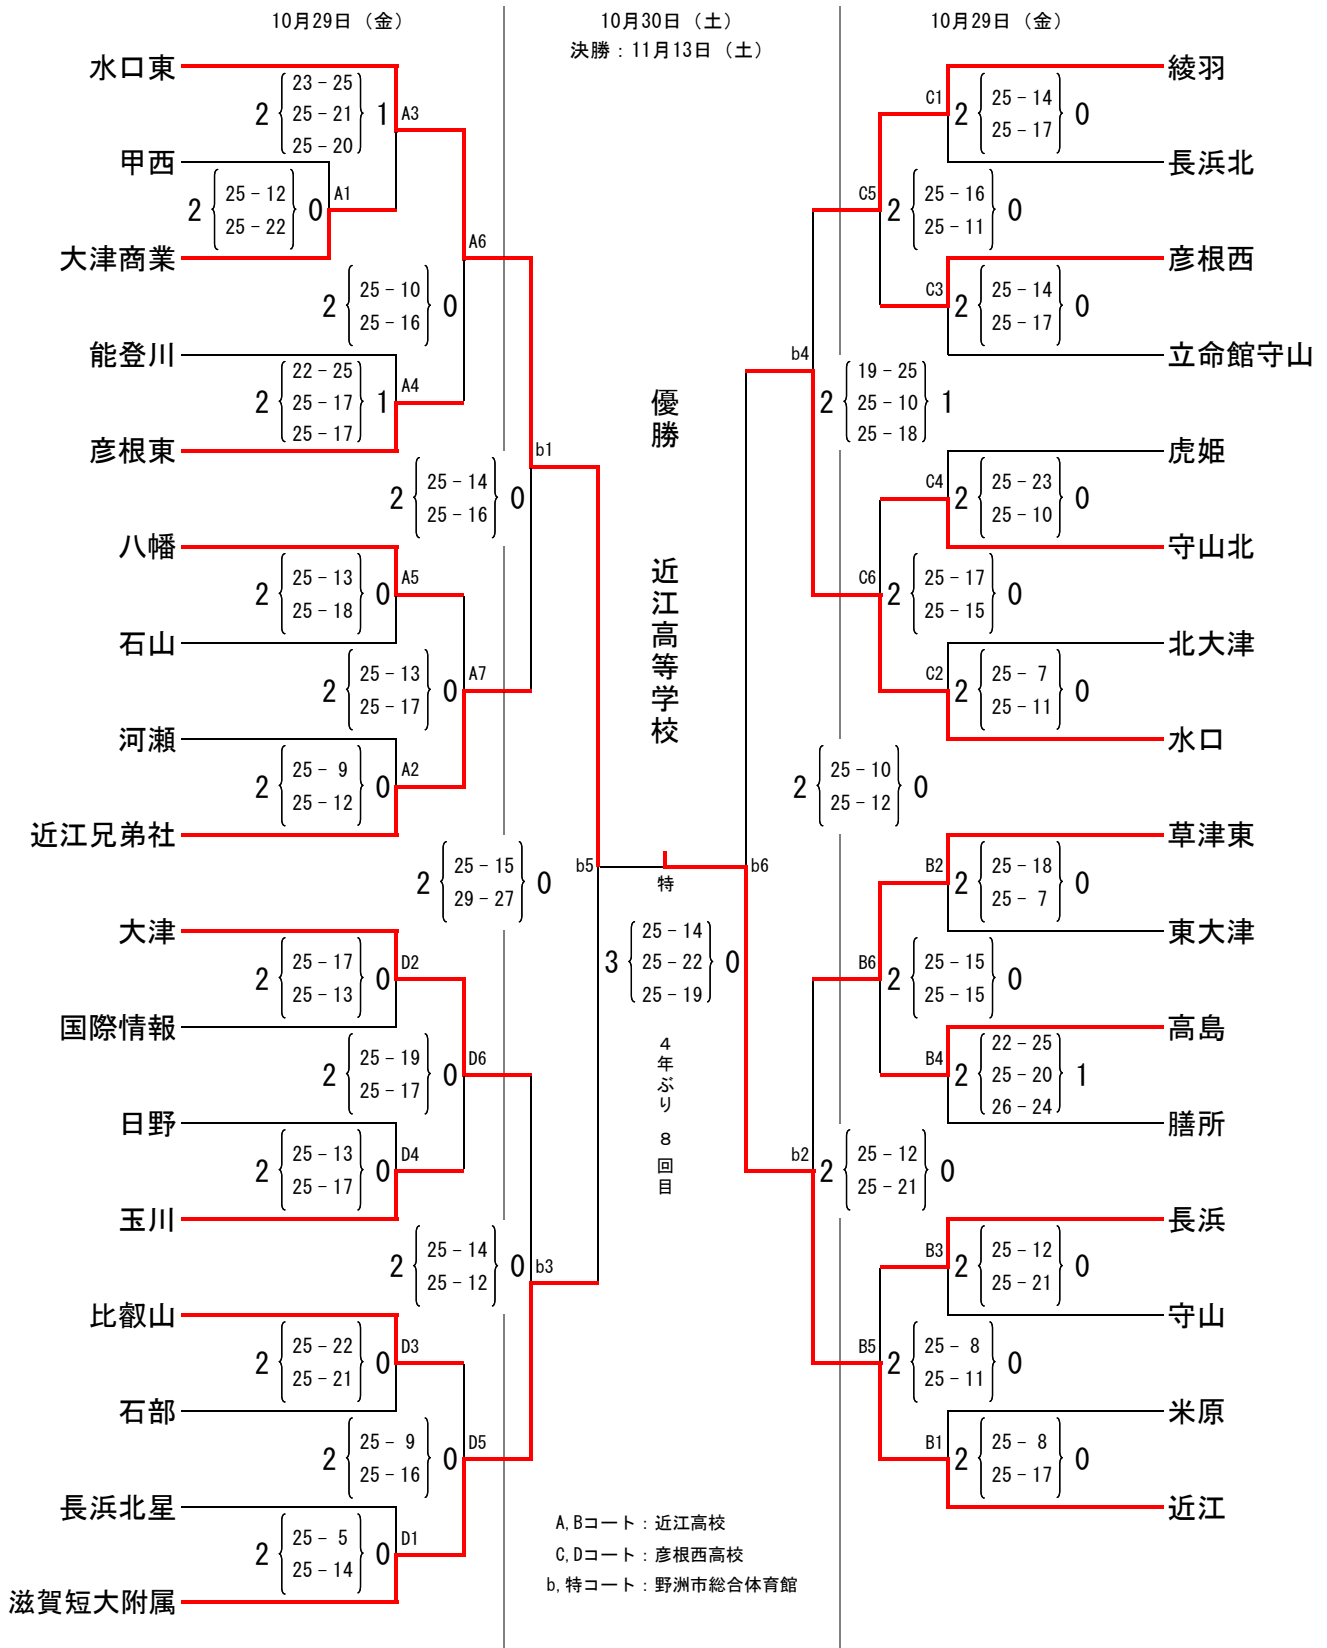 10月29日（金）
10月30日（土）
決勝：11月13日（土）
10月29日（金）
水口東
2 23－25 1 A3
25－21
25－20
甲西
2 25－12 0 A1
25－22
大津商業
A6
2 25－10 0
25－16
能登川
2 22－25 1 A4
25－17
25－17
彦根東
b1
2 25－14 0
25－16
八幡
2 25－13 0 A5
25－18
石山
2 25－13 0 A7
25－17
河瀬
2 25－ 9 0 A2
25－12
近江兄弟社
2 25－15 0 b5
29－27
大津
2 25－17 0 D2
25－13
国際情報
2 25－19 0 D6
25－17
日野
2 25－13 0 D4
25－17
玉川
2 25－14 0 b3
25－12
比叡山
2 25－22 0 D3
25－21
石部
2 25－ 9 0 D5
25－16
長浜北星
2 25－ 5 0 D1
25－14
滋賀短大附属
優勝
近江高等学校
特
3 25－14 0
25－22
25－19
４年ぶり ８回目
A,Bコート：近江高校
C,Dコート：彦根西高校
b,特コート：野洲市総合体育館
綾羽
C1 2 25－14 0
25－17
長浜北
C5 2 25－16 0
25－11
彦根西
C3 2 25－14 0
25－17
立命館守山
b4
2 19－25 1
25－10
25－18
虎姫
C4 2 25－23 0
25－10
守山北
C6 2 25－17 0
25－15
北大津
C2 2 25－ 7 0
25－11
水口
2 25－10 0
25－12
b6
草津東
B2 2 25－18 0
25－ 7
東大津
B6 2 25－15 0
25－15
高島
B4 2 22－25 1
25－20
26－24
膳所
b2 2 25－12 0
25－21
長浜
B3 2 25－12 0
25－21
守山
B5 2 25－ 8 0
25－11
米原
B1 2 25－ 8 0
25－17
近江